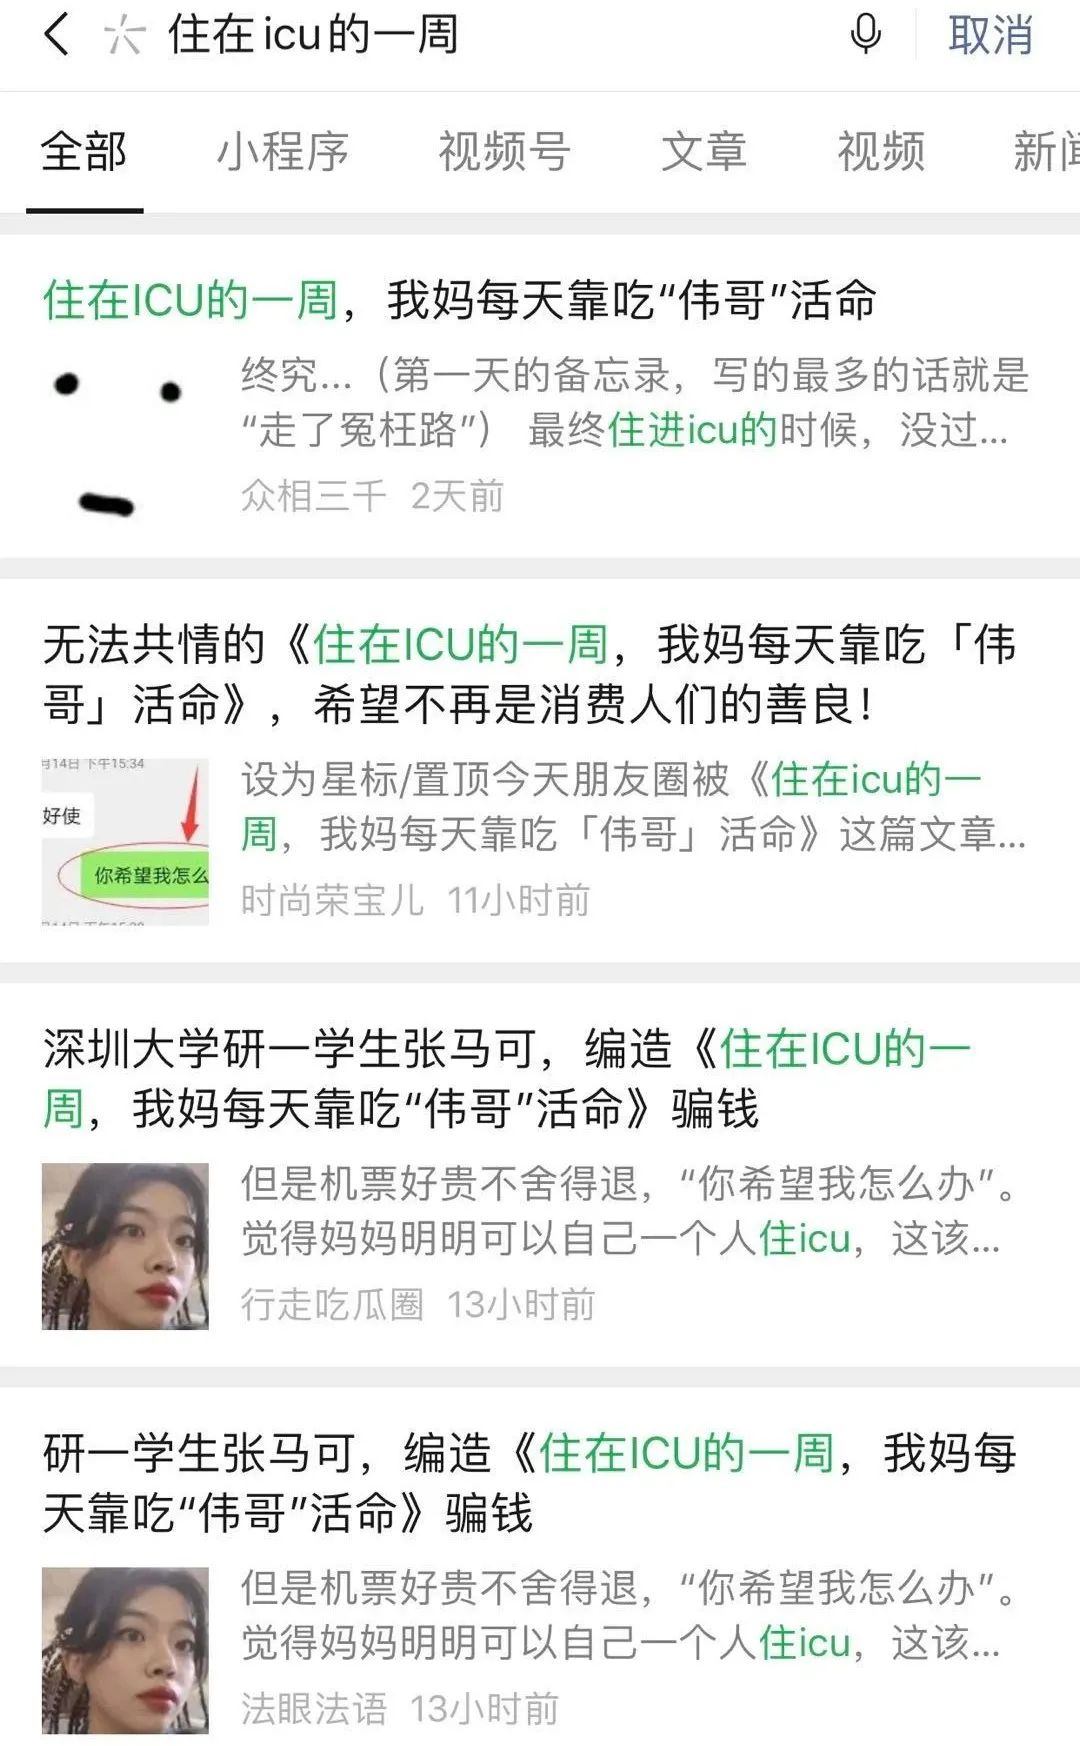 住在icu的一周
取消
全部 小程序 视频号 文章 视频 新闻
住在ICU的一周，我妈每天靠吃“伟哥”活命
终究...（第一天的备忘录，写的最多的话就是
“走了冤枉路”） 最终住进icu的时候，没过...
众相三千 2天前
无法共情的《住在ICU的一周，我妈每天靠吃「伟
哥」活命》，希望不再是消费人们的善良！
月14日 下午15:34
好使
你希望我怎么
设为星标/置顶今天朋友圈被《住在icu的一
周，我妈每天靠吃「伟哥」活命》这篇文章...
时尚荣宝儿 11小时前
深圳大学研一学生张马可，编造《住在ICU的一
周，我妈每天靠吃“伟哥”活命》骗钱
但是机票好贵不舍得退，“你希望我怎么办”。
觉得妈妈明明可以自己一个人住icu，这该...
行走吃瓜圈 13小时前
研一学生张马可，编造《住在ICU的一周，我妈每
天靠吃“伟哥”活命》骗钱
但是机票好贵不舍得退，“你希望我怎么办”。
觉得妈妈明明可以自己一个人住icu，这该...
法眼法语 13小时前